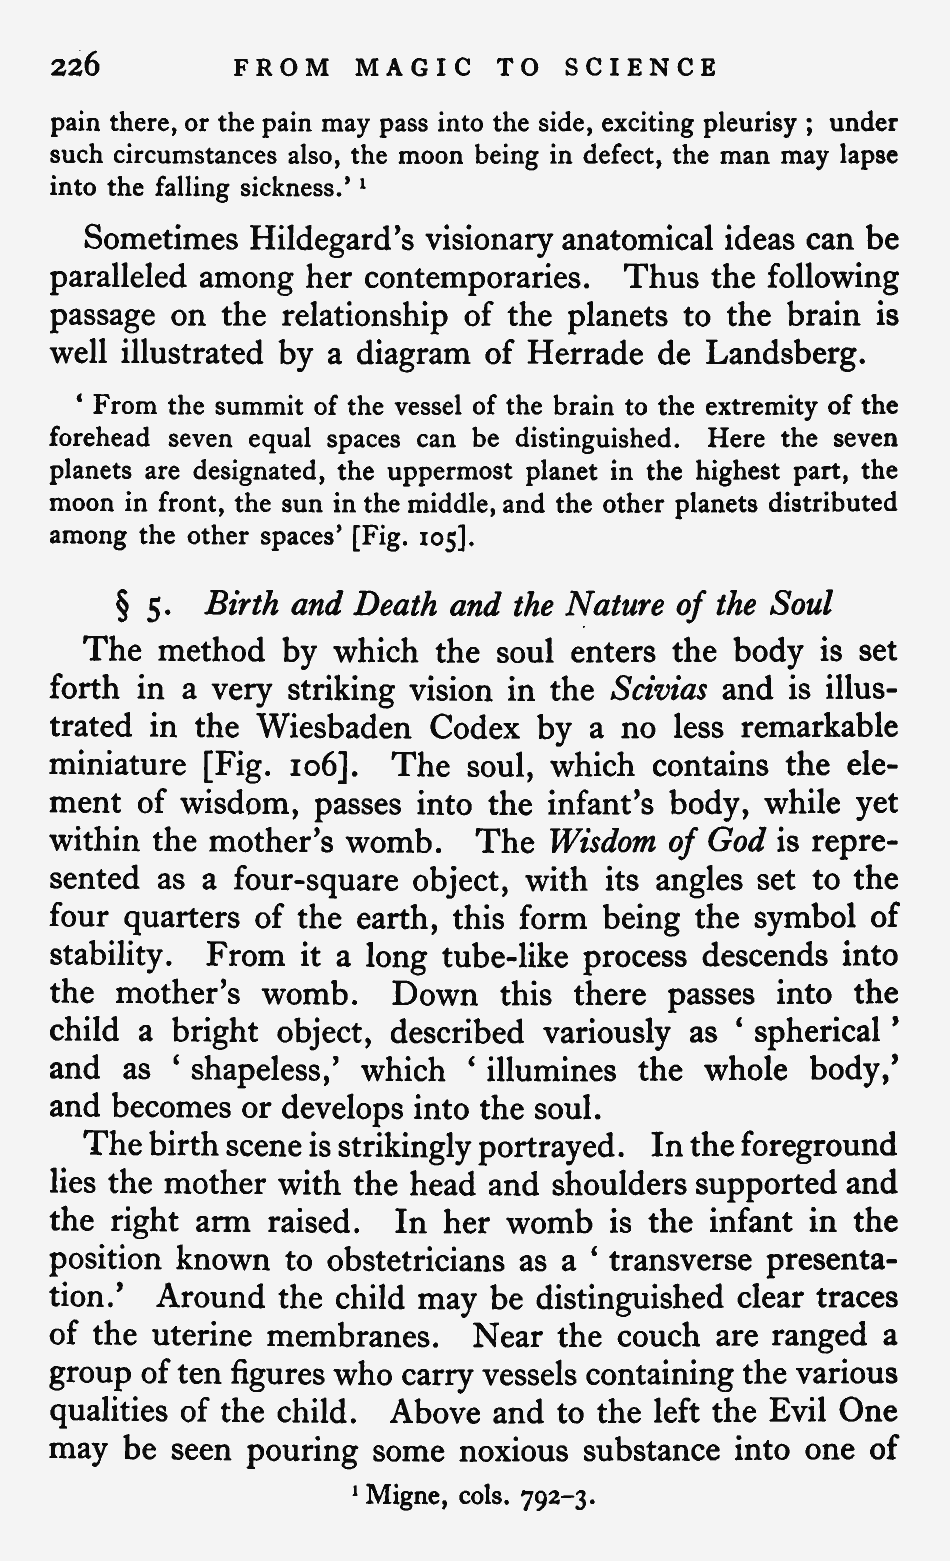 226 FROM MAGIC TO SCIENCE
pain there, or the pain may pass into the side, exciting pleurisy ; under
such circumstances also, the moon being in defect, the man may lapse
into the falling sickness.’ ¹
Sometimes Hildegard’s visionary anatomical ideas can be
paralleled among her contemporaries. Thus the following
passage on the relationship of the planets to the brain is
well illustrated by a diagram of Herrade de Landsberg.
‘ From the summit of the vessel of the brain to the extremity of the
forehead seven equal spaces can be distinguished. Here the seven
planets are designated, the uppermost planet in the highest part, the
moon in front, the sun in the middle, and the other planets distributed
among the other spaces’ [Fig. 105].
§ 5. Birth and Death and the Nature of the Soul
The method by which the soul enters the body is set
forth in a very striking vision in the Scivias and is illus-
trated in the Wiesbaden Codex by a no less remarkable
miniature [Fig. 106]. The soul, which contains the ele-
ment of wisdom, passes into the infant’s body, while yet
within the mother’s womb. The Wisdom of God is repre-
sented as a four-square object, with its angles set to the
four quarters of the earth, this form being the symbol of
stability. From it a long tube-like process descends into
the mother’s womb. Down this there passes into the
child a bright object, described variously as ‘ spherical ’
and as ‘ shapeless,’ which ‘ illumines the whole body,’
and becomes or develops into the soul.
The birth scene is strikingly portrayed. In the foreground
lies the mother with the head and shoulders supported and
the right arm raised. In her womb is the infant in the
position known to obstetricians as a ‘ transverse presenta-
tion.’ Around the child may be distinguished clear traces
of the uterine membranes. Near the couch are ranged a
group of ten figures who carry vessels containing the various
qualities of the child. Above and to the left the Evil One
may be seen pouring some noxious substance into one of
¹ Migne, cols. 792–3.